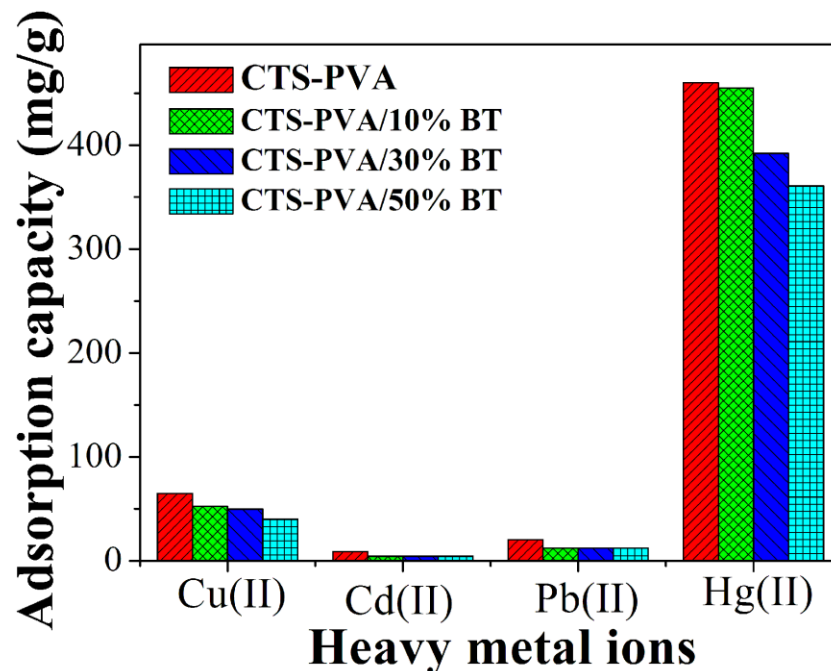 Adsorption capacity (mg/g)
400
300
200
100
0
CTS-PVA
CTS-PVA/10% BT
CTS-PVA/30% BT
CTS-PVA/50% BT
Cu(II) Cd(II) Pb(II) Hg(II)
Heavy metal ions